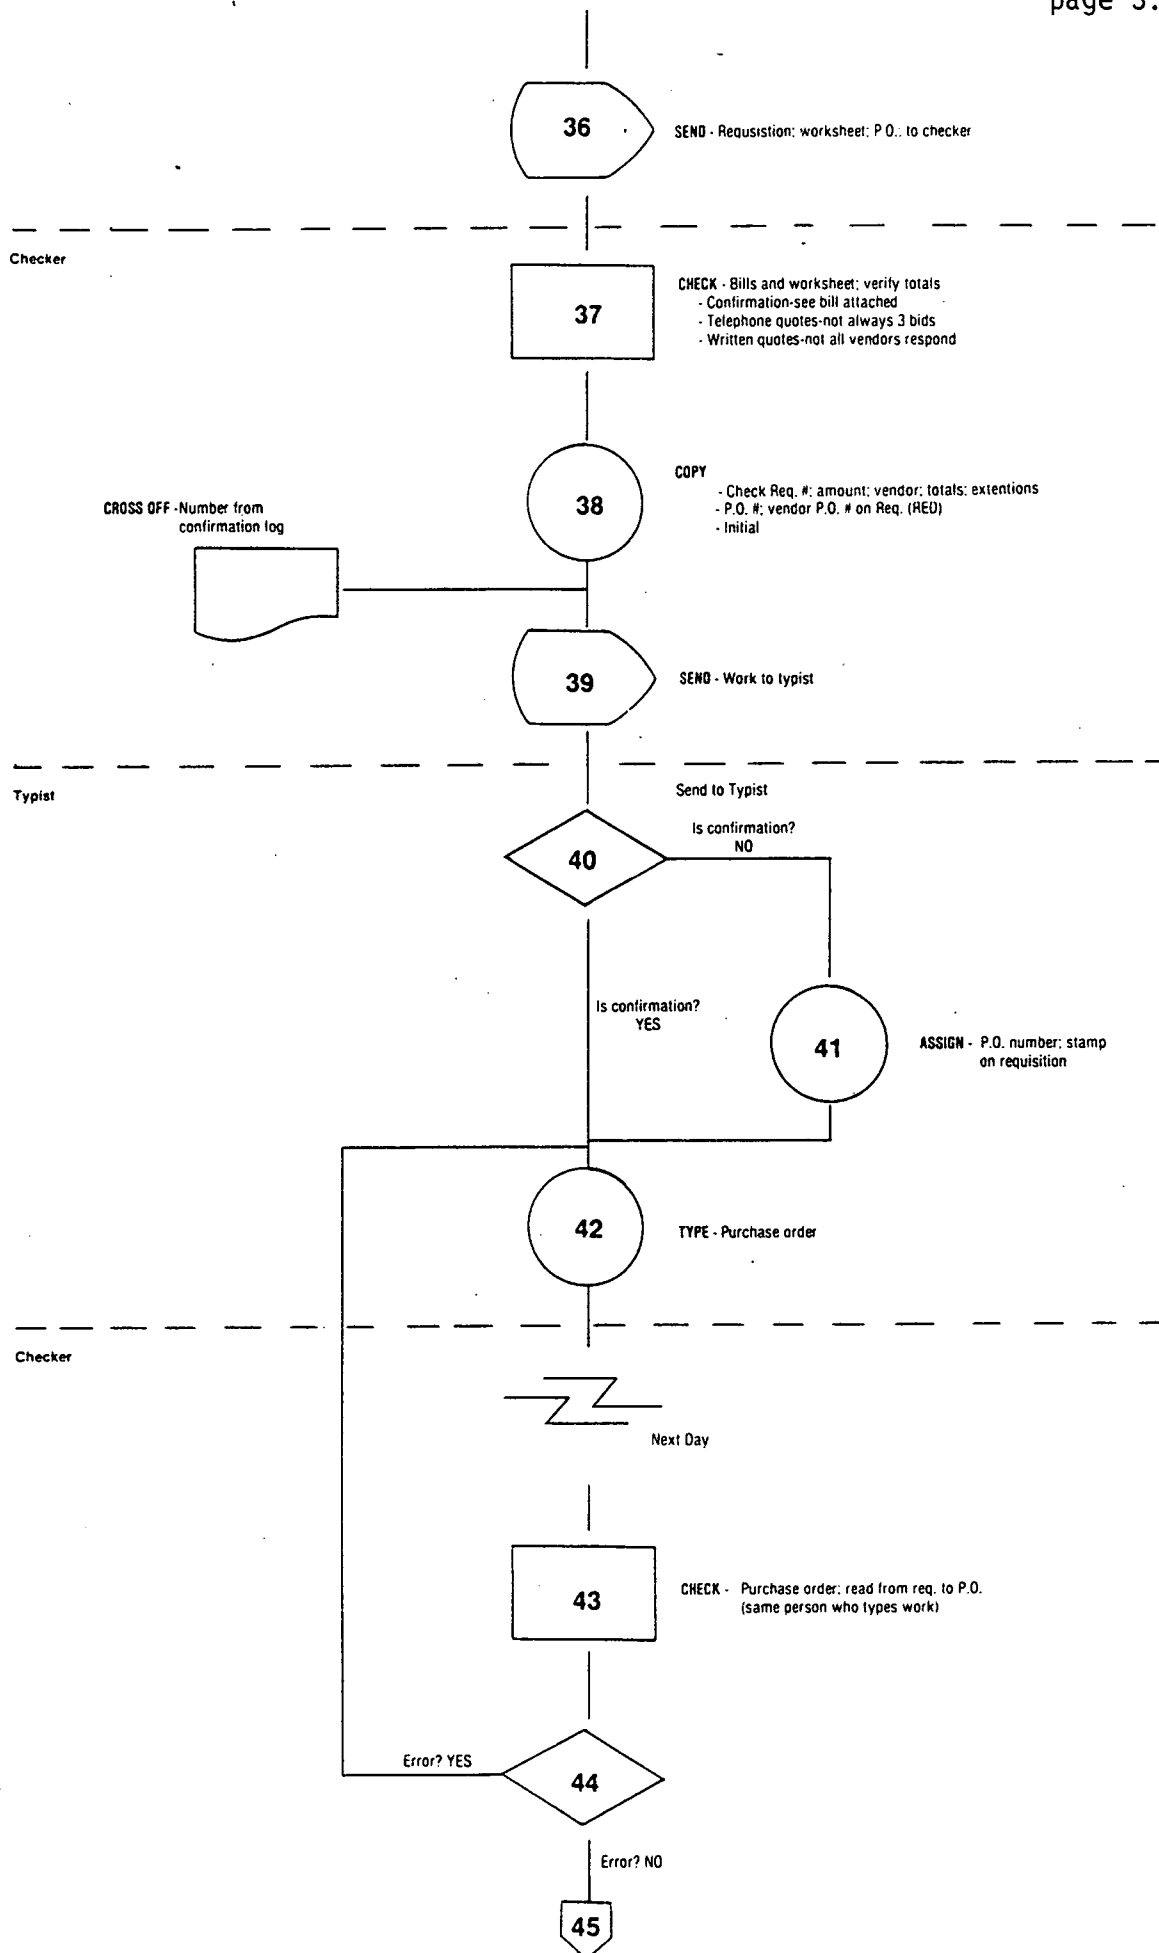 page 3.
36
SEND - Requsistion; worksheet; P.O.; to checker
Checker
37
CHECK - Bills and worksheet; verify totals
- Confirmation-see bill attached
- Telephone quotes-not always 3 bids
- Written quotes-not all vendors respond
38
COPY
- Check Req. #; amount; vendor; totals; extentions
- P.O. #; vendor P.O. # on Req. (RED)
- Initial
CROSS OFF -Number from
confirmation log
39
SEND - Work to typist
Typist
Send to Typist
40
Is confirmation?
NO
Is confirmation?
YES
41
ASSIGN - P.O. number; stamp
on requisition
42
TYPE - Purchase order
Checker
Next Day
43
CHECK - Purchase order; read from req. to P.O.
(same person who types work)
Error? YES
44
Error? NO
45